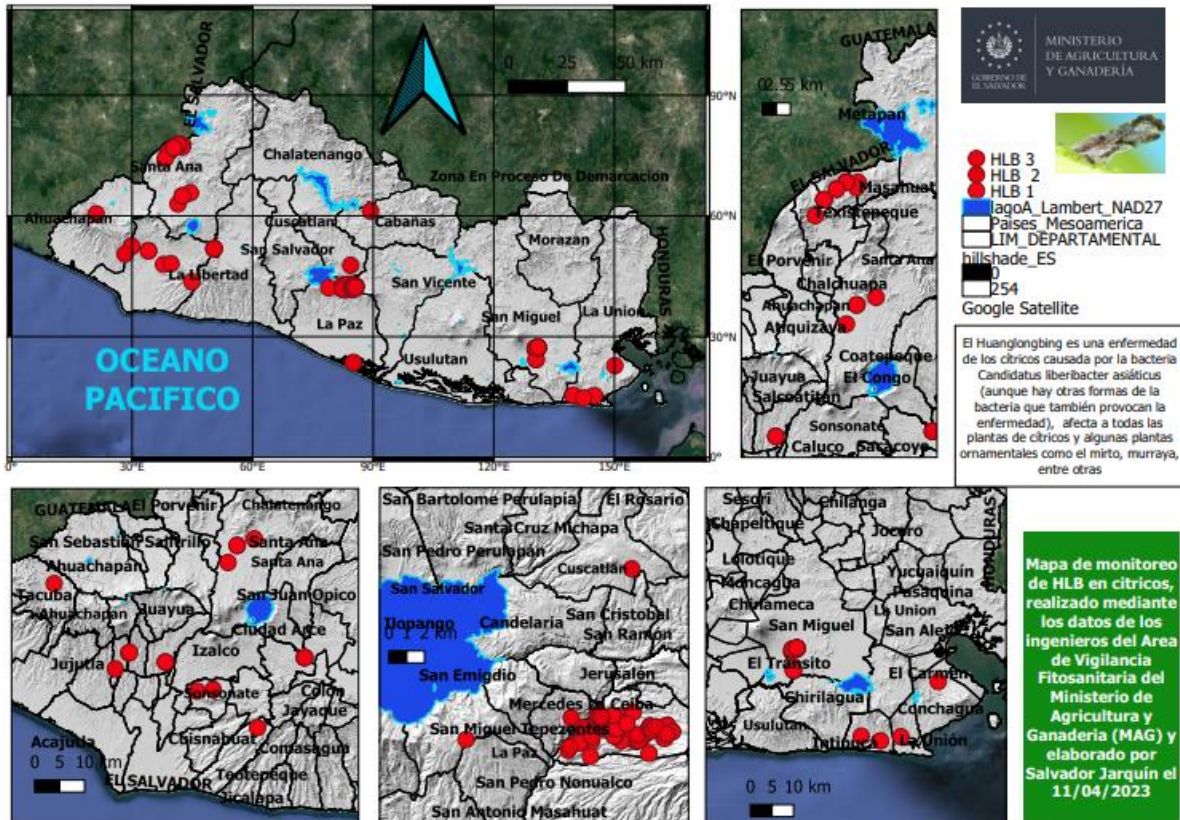 EL SALVADOR
0 25 50 km
Chalatenango
Santa Ana
Zona En Proceso De Demarcacion
Ahuachapan
Cuscatlan
Cabañas
Morazan
HONDURAS
San Salvador
La Libertad
San Vicente
San Miguel
La Union
La Paz
Usulutan
OCEANO
PACIFICO
90°N
60°N
30°N
0°
0°
30°E
60°E
90°E
120°E
150°E
GUATEMALA
Metapan
EL SALVADOR
Masahuat
Texistepeque
El Porvenir
Santa Ana
Chalchuapa
Ahuachapan
Atiquizaya
Coatepeque
Juayua
El Congo
Salcoatitan
Sonsonate
Caluco
Sacacoyo
GOBIERNO DE
EL SALVADOR
MINISTERIO
DE AGRICULTURA
Y GANADERÍA
HLB 3
HLB 2
HLB 1
lagoA_Lambert_NAD27
Paises_Mesoamerica
LIM_DEPARTAMENTAL
hillshade_ES
0
254
Google Satellite
El Huanglongbing es una enfermedad
de los cítricos causada por la bacteria
Candidatus liberibacter asiáticus
(aunque hay otras formas de la
bacteria que también provocan la
enfermedad), afecta a todas las
plantas de cítricos y algunas plantas
ornamentales como el mirto, murraya,
entre otras
GUATEMALA
El Porvenir
Chalatenango
San Sebastian Salitrillo
Santa Ana
Ahuachapán
Santa Ana
Tacuba
San Juan Opico
Ahuachapán
Juayua
Ciudad Arce
Jujutla
Izalco
Sonsonate
Colon
Jayaque
Cuisnahuat
Comasagua
Acajutla
0 5 10 km
EL SALVADOR
Teotepeque
Jicalapa
San Bartolome Perulapia
El Rosario
Santa Cruz Michapa
San Pedro Perulapan
Cuscatlán
San Salvador
Ilopango
Candelaria
San Cristobal
0 1 2 km
San Ramón
San Emigdio
Jerusalén
Mercedes La Ceiba
San Miguel Tepezontes
La Paz
San Pedro Nonualco
San Antonio Masahuat
Sesori
Chilanga
Chapeltique
Jocoro
HONDURAS
Lolotique
Yucuaiquin
Moncagua
Pasaquina
Chinameca
La Union
San Miguel
San Alejo
El Tránsito
El Carmen
Chirilagua
Conchagua
Usulutan
Intipuca
La Unión
0 5 10 km
Mapa de monitoreo
de HLB en citricos,
realizado mediante
los datos de los
ingenieros del Area
de Vigilancia
Fitosanitaria del
Ministerio de
Agricultura y
Ganaderia (MAG) y
elaborado por
Salvador Jarquín el
11/04/2023